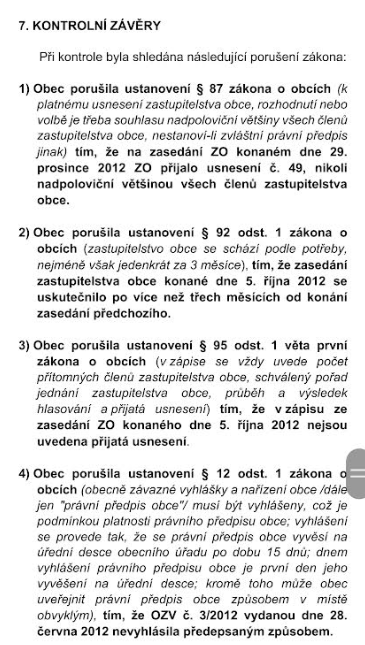 7. KONTROLNÍ ZÁVĚRY
Při kontrole byla shledána následující porušení zákona:
1) Obec porušila ustanovení § 87 zákona o obcích (k
platnému usnesení zastupitelstva obce, rozhodnutí nebo
volbě je třeba souhlasu nadpoloviční většiny všech členů
zastupitelstva obce, nestanoví-li zvláštní právní předpis
jinak) tím, že na zasedání ZO konaném dne 29.
prosince 2012 ZO přijalo usnesení č. 49, nikoli
nadpoloviční většinou všech členů zastupitelstva
obce.
2) Obec porušila ustanovení § 92 odst. 1 zákona o
obcích (zastupitelstvo obce se schází podle potřeby,
nejméně však jedenkrát za 3 měsíce), tím, že zasedání
zastupitelstva obce konané dne 5. října 2012 se
uskutečnilo po více než třech měsících od konání
zasedání předchozího.
3) Obec porušila ustanovení § 95 odst. 1 věta první
zákona o obcích (v zápise se vždy uvede počet
přítomných členů zastupitelstva obce, schválený pořad
jednání zastupitelstva obce, průběh a výsledek
hlasování a přijatá usnesení) tím, že v zápisu ze
zasedání ZO konaného dne 5. října 2012 nejsou
uvedena přijatá usnesení.
4) Obec porušila ustanovení § 12 odst. 1 zákona o
obcích (obecně závazné vyhlášky a nařízení obce /dále
jen "právní předpis obce"/ musí být vyhlášeny, což je
podmínkou platnosti právního předpisu obce; vyhlášení
se provede tak, že se právní předpis obce vyvěsí na
úřední desce obecního úřadu po dobu 15 dnů; dnem
vyhlášení právního předpisu obce je první den jeho
vyvěšení na úřední desce; kromě toho může obec
uveřejnit právní předpis obce způsobem v místě
obvyklým), tím, že OZV č. 3/2012 vydanou dne 28.
června 2012 nevyhlásila předepsaným způsobem.